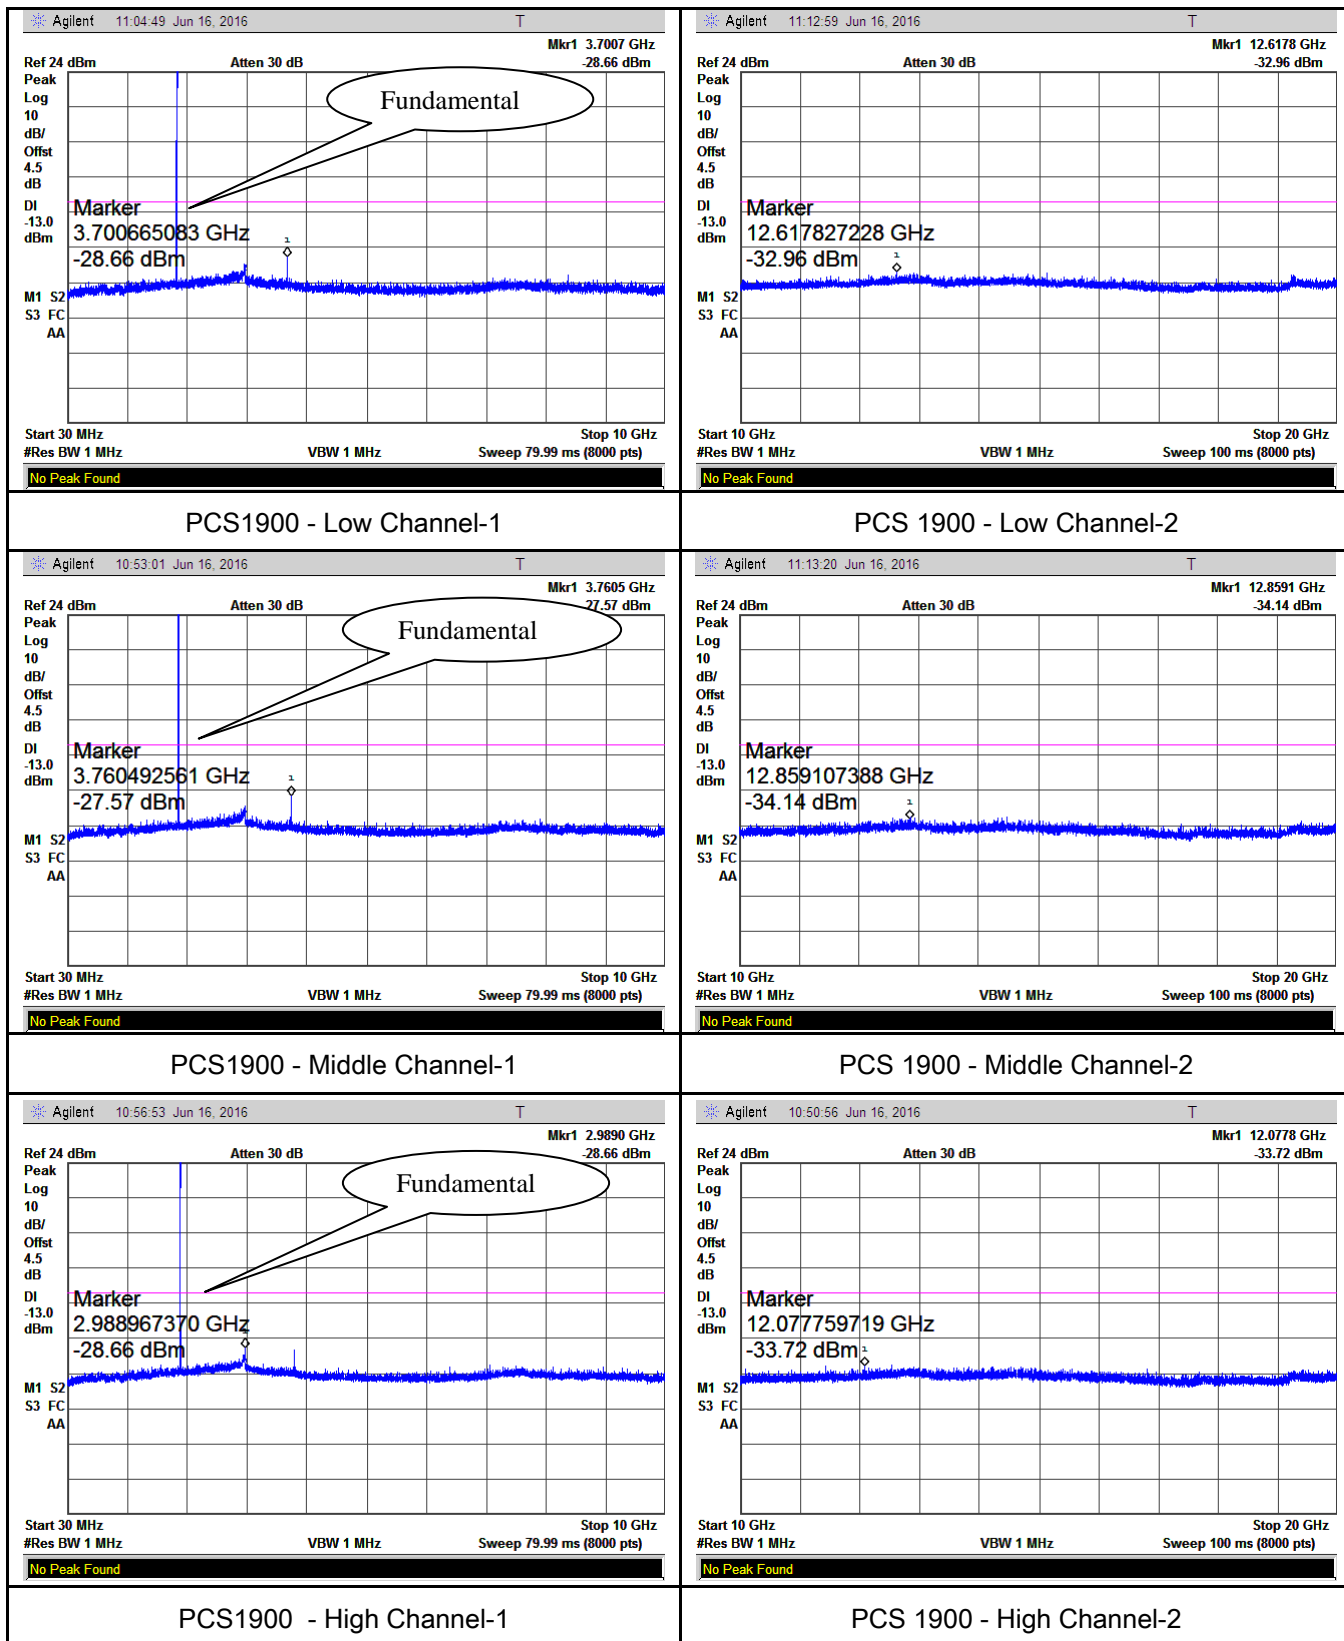 Agilent 11:04:49 Jun 16, 2016 T
Mkr1 3.7007 GHz
Ref 24 dBm Atten 30 dB -28.66 dBm
Peak
Log
10
dB/
Offst
4.5
dB
DI
-13.0
dBm
Fundamental
Marker
3.700665083 GHz
-28.66 dBm
1
M1 S2
S3 FC
AA
Start 30 MHz Stop 10 GHz
#Res BW 1 MHz VBW 1 MHz Sweep 79.99 ms (8000 pts)
No Peak Found
PCS1900 - Low Channel-1
Agilent 11:12:59 Jun 16, 2016 T
Mkr1 12.6178 GHz
Ref 24 dBm Atten 30 dB -32.96 dBm
Peak
Log
10
dB/
Offst
4.5
dB
DI
-13.0
dBm
Marker
12.617827228 GHz
-32.96 dBm
1
M1 S2
S3 FC
AA
Start 10 GHz Stop 20 GHz
#Res BW 1 MHz VBW 1 MHz Sweep 100 ms (8000 pts)
No Peak Found
PCS 1900 - Low Channel-2
Agilent 10:53:01 Jun 16, 2016 T
Mkr1 3.7605 GHz
Ref 24 dBm Atten 30 dB 27.57 dBm
Peak
Log
10
dB/
Offst
4.5
dB
DI
-13.0
dBm
Fundamental
Marker
3.760492561 GHz
-27.57 dBm
1
M1 S2
S3 FC
AA
Start 30 MHz Stop 10 GHz
#Res BW 1 MHz VBW 1 MHz Sweep 79.99 ms (8000 pts)
No Peak Found
PCS1900 - Middle Channel-1
Agilent 11:13:20 Jun 16, 2016 T
Mkr1 12.8591 GHz
Ref 24 dBm Atten 30 dB -34.14 dBm
Peak
Log
10
dB/
Offst
4.5
dB
DI
-13.0
dBm
Marker
12.859107388 GHz
-34.14 dBm
1
M1 S2
S3 FC
AA
Start 10 GHz Stop 20 GHz
#Res BW 1 MHz VBW 1 MHz Sweep 100 ms (8000 pts)
No Peak Found
PCS 1900 - Middle Channel-2
Agilent 10:56:53 Jun 16, 2016 T
Mkr1 2.9890 GHz
Ref 24 dBm Atten 30 dB -28.66 dBm
Peak
Log
10
dB/
Offst
4.5
dB
DI
-13.0
dBm
Fundamental
Marker
2.988967370 GHz
-28.66 dBm
M1 S2
S3 FC
AA
Start 30 MHz Stop 10 GHz
#Res BW 1 MHz VBW 1 MHz Sweep 79.99 ms (8000 pts)
No Peak Found
PCS1900 - High Channel-1
Agilent 10:50:56 Jun 16, 2016 T
Mkr1 12.0778 GHz
Ref 24 dBm Atten 30 dB -33.72 dBm
Peak
Log
10
dB/
Offst
4.5
dB
DI
-13.0
dBm
Marker
12.077759719 GHz
-33.72 dBm
1
M1 S2
S3 FC
AA
Start 10 GHz Stop 20 GHz
#Res BW 1 MHz VBW 1 MHz Sweep 100 ms (8000 pts)
No Peak Found
PCS 1900 - High Channel-2